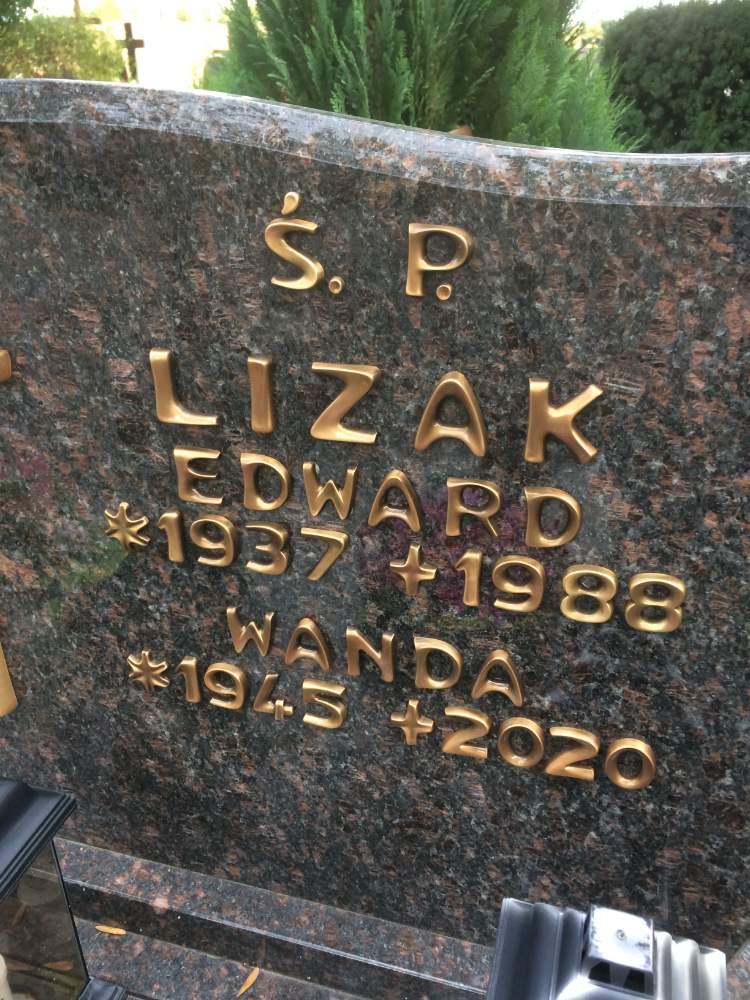 Ś. P.
LIZAK
EDWARD
*1937 +1988
WANDA
*1945 +2020